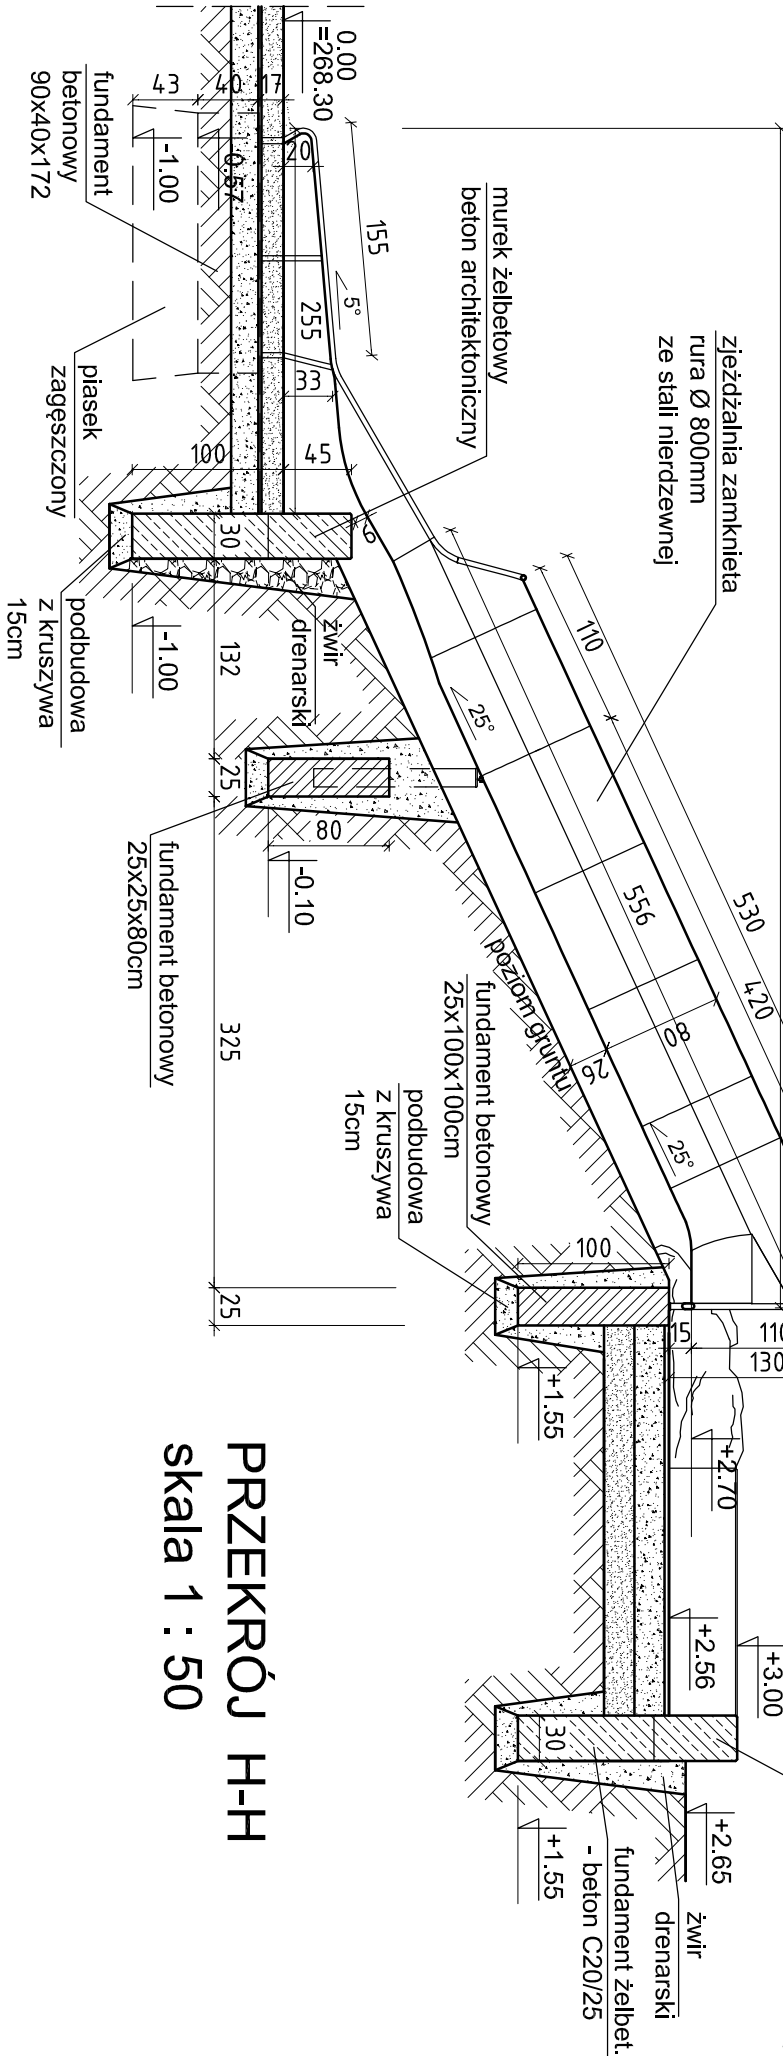 0.00
=268.30
43
40
17
fundament
betonowy
90x40x172
-1.00
0.57
20
155
5°
255
33
murek żelbetowy
beton architektoniczny
zjeżdżalnia zamknieta
rura Ø 800mm
ze stali nierdzewnej
piasek
zagęszczony
100
45
30
6
podbudowa
z kruszywa
15cm
-1.00
132
żwir
drenarski
110
25°
530
420
556
25
80
-0.10
fundament betonowy
25x25x80cm
poziom gruntu
80
26
25°
325
fundament betonowy
25x100x100cm
podbudowa
z kruszywa
15cm
100
25
15
110
130
+1.55
+2.70
+2.56
+3.00
30
+1.55
+2.65
żwir
drenarski
fundament żelbet.
- beton C20/25
PRZEKRÓJ H-H
skala 1 : 50